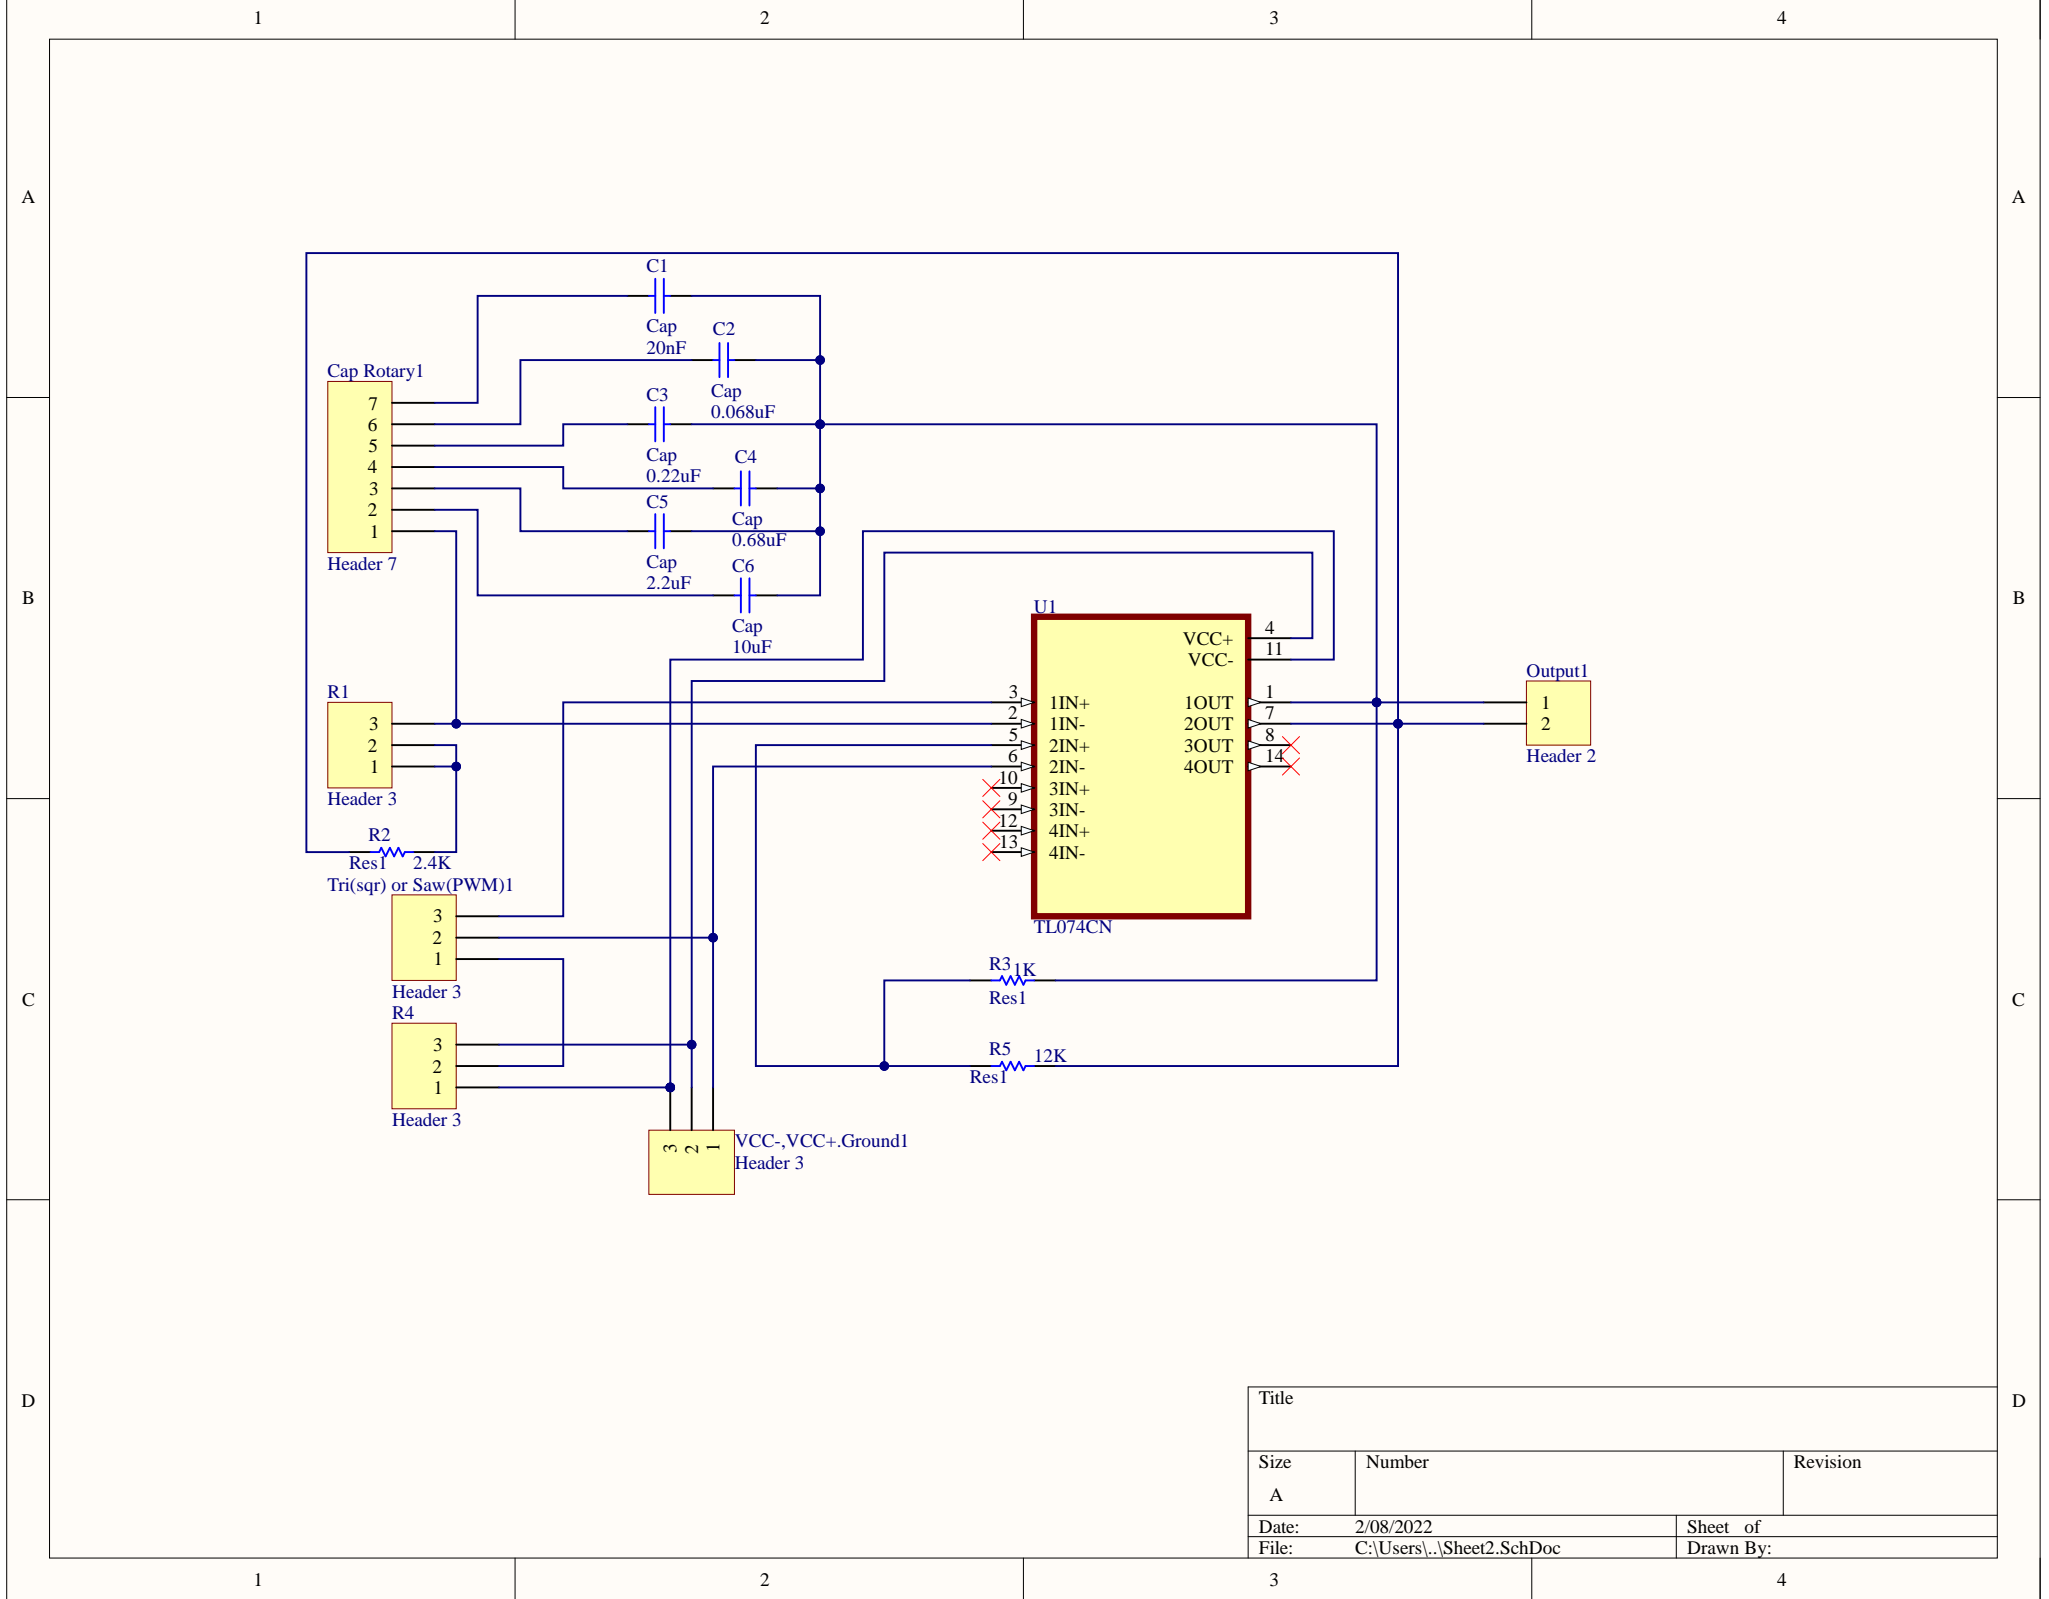 1 2 3 4
A A
C1
Cap
20nF
C2
Cap
0.068uF
Cap Rotary1
7
6
5
4
3
2
1
Header 7
C3
Cap
0.22uF
C4
Cap
0.68uF
C5
Cap
2.2uF
C6
Cap
10uF
B B
U1
VCC+ 4
VCC- 11
3 1IN+ 1OUT 1
2 1IN- 2OUT 7
5 2IN+ 3OUT 8
6 2IN- 4OUT 14
10 3IN+
9 3IN-
12 4IN+
13 4IN-
TL074CN
Output1
1
2
Header 2
R1
3
2
1
Header 3
R2
Res1 2.4K
Tri(sqr) or Saw(PWM)1
3
2
1
Header 3
R4
3
2
1
Header 3
C C
R3 1K
Res1
R5 12K
Res1
3 2 1
VCC-,VCC+.Ground1
Header 3
D D
Title
Size Number Revision
A
Date: 2/08/2022 Sheet of
File: C:\Users\..\Sheet2.SchDoc Drawn By:
1 2 3 4